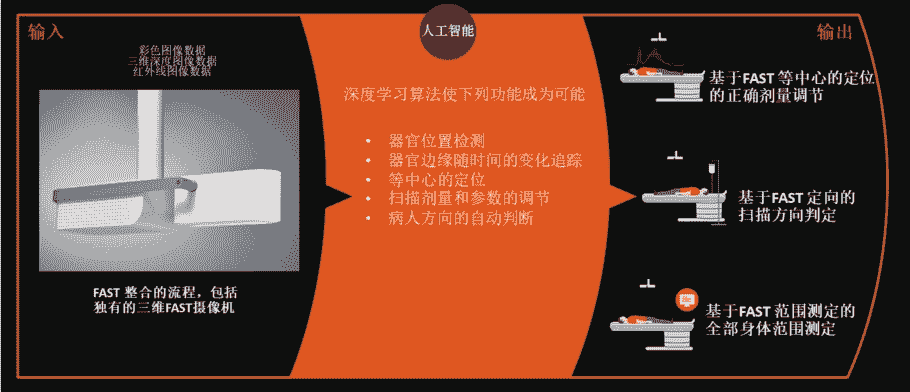 输入
人工智能
输出
彩色图像数据
三维深度图像数据
红外线图像数据
FAST 整合的流程，包括
独有的三维FAST摄像机
深度学习算法使下列功能成为可能
• 器官位置检测
• 器官边缘随时间的变化追踪
• 等中心的定位
• 扫描剂量和参数的调节
• 病人方向的自动判断
基于FAST 等中心的定位
的正确剂量调节
基于FAST 定向的
扫描方向判定
基于FAST 范围测定的
全部身体范围测定